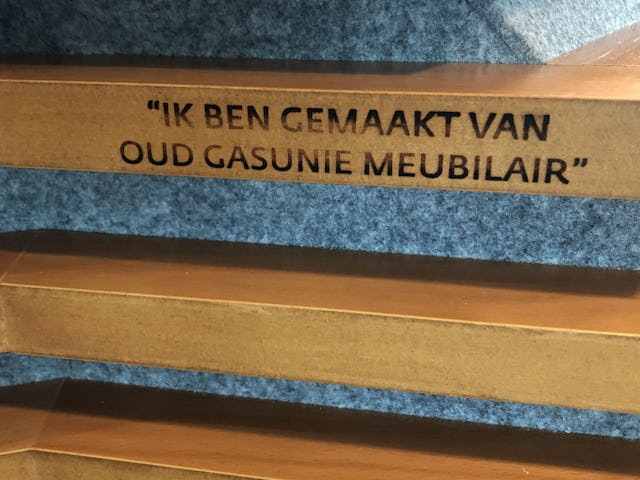 “IK BEN GEMAAKT VAN
OUD GASUNIE MEUBILAIR”